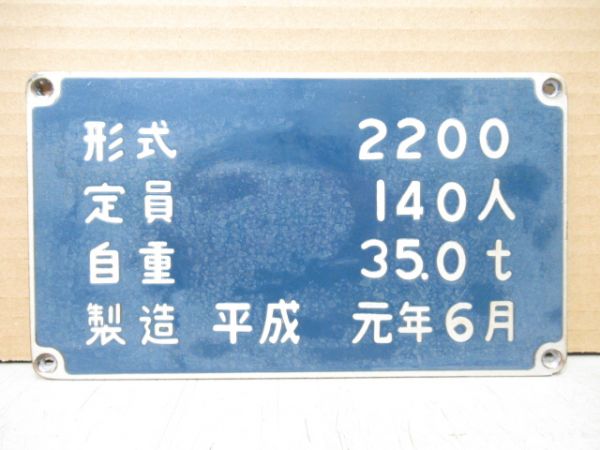 形式 2200
定員 140人
自重 35.0t
製造 平成 元年6月